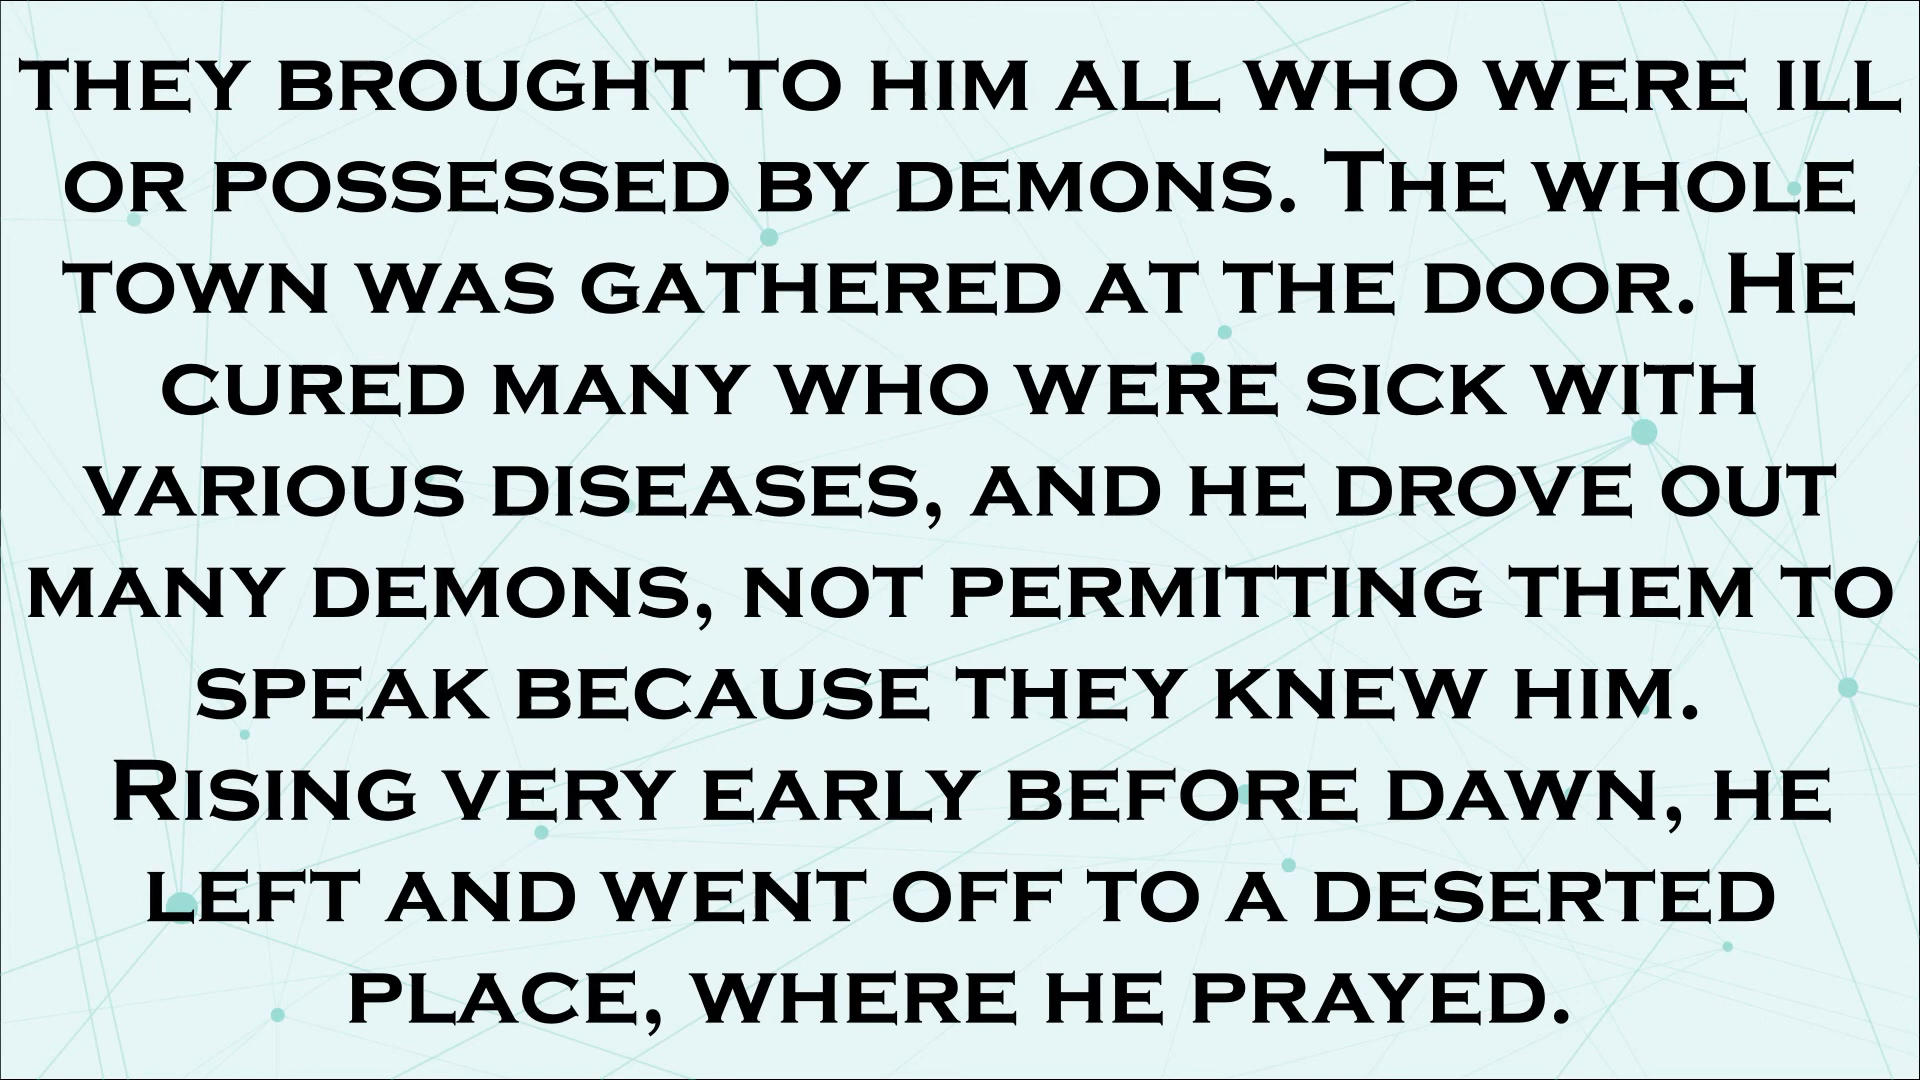 they brought to him all who were ill
or possessed by demons. The whole
town was gathered at the door. He
cured many who were sick with
various diseases, and he drove out
many demons, not permitting them to
speak because they knew him.
Rising very early before dawn, he
left and went off to a deserted
place, where he prayed.